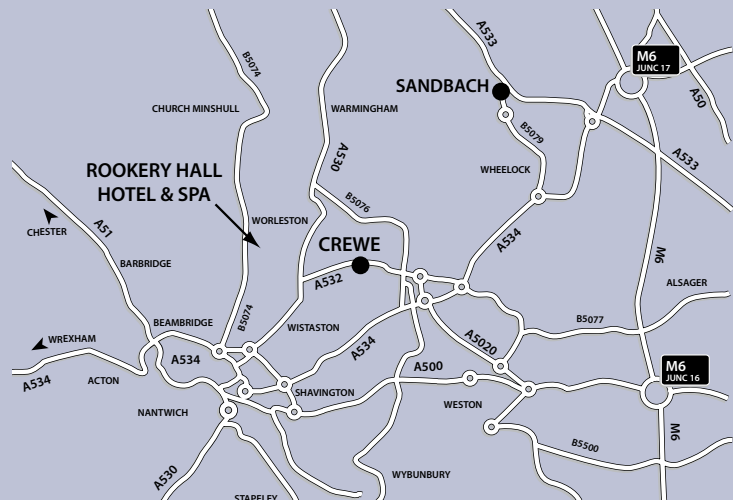 A533
B5074
M6
JUNC 17
SANDBACH
A50
CHURCH MINSHULL
WARMINGHAM
B5079
A530
A533
ROOKERY HALL
HOTEL & SPA
WHEELOCK
B5076
WORLESTON
CHESTER
A51
CREWE
A534
M6
BARBRIDGE
A532
ALSAGER
B5074
BEAMBRIDGE
WISTASTON
B5077
WREXHAM
A534
A534
A5020
A500
M6
JUNC 16
A534
ACTON
SHAVINGTON
NANTWICH
WESTON
M6
B5500
A530
WYBUNBURY
STAPELEY